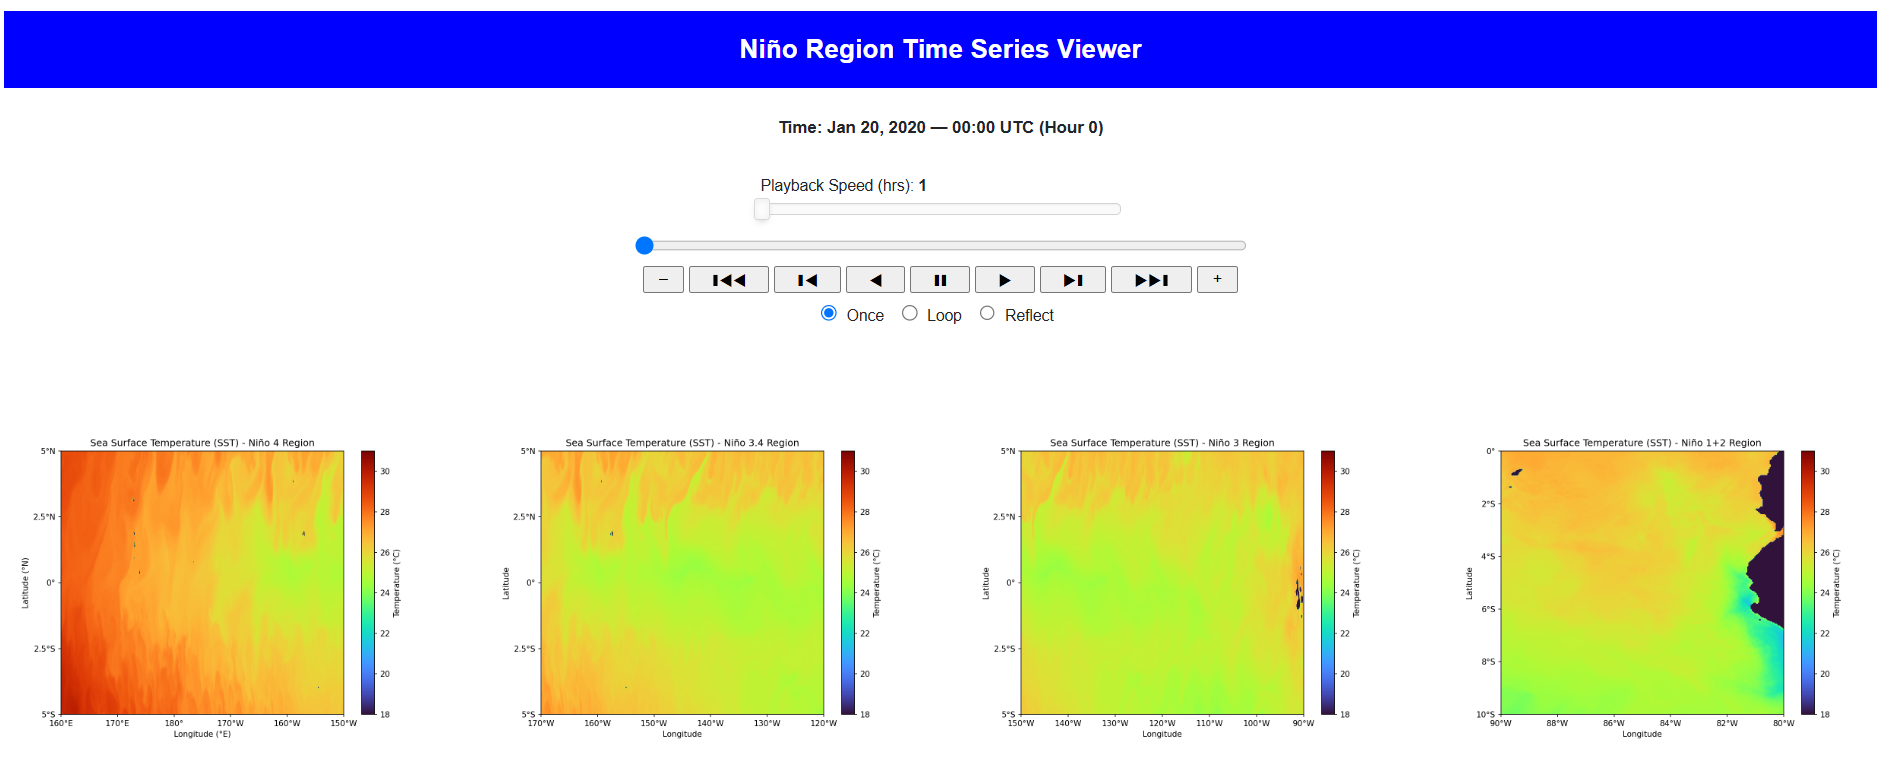 Niño Region Time Series Viewer
Time: Jan 20, 2020 — 00:00 UTC (Hour 0)
Playback Speed (hrs): 1
–
+
Once Loop Reflect
Sea Surface Temperature (SST) - Niño 4 Region
5°N
2.5°N
0°
2.5°S
5°S
160°E 170°E 180° 170°W 160°W 150°W
Longitude (°E)
Latitude (°N)
30
28
26
24
22
20
18
Temperature (°C)
Sea Surface Temperature (SST) - Niño 3.4 Region
5°N
2.5°N
0°
2.5°S
5°S
170°W 160°W 150°W 140°W 130°W 120°W
Longitude
Latitude
30
28
26
24
22
20
18
Temperature (°C)
Sea Surface Temperature (SST) - Niño 3 Region
5°N
2.5°N
0°
2.5°S
5°S
150°W 140°W 130°W 120°W 110°W 100°W 90°W
Longitude
Latitude
30
28
26
24
22
20
18
Temperature (°C)
Sea Surface Temperature (SST) - Niño 1+2 Region
0°
2°S
4°S
6°S
8°S
10°S
90°W 88°W 86°W 84°W 82°W 80°W
Longitude
Latitude
30
28
26
24
22
20
18
Temperature (°C)